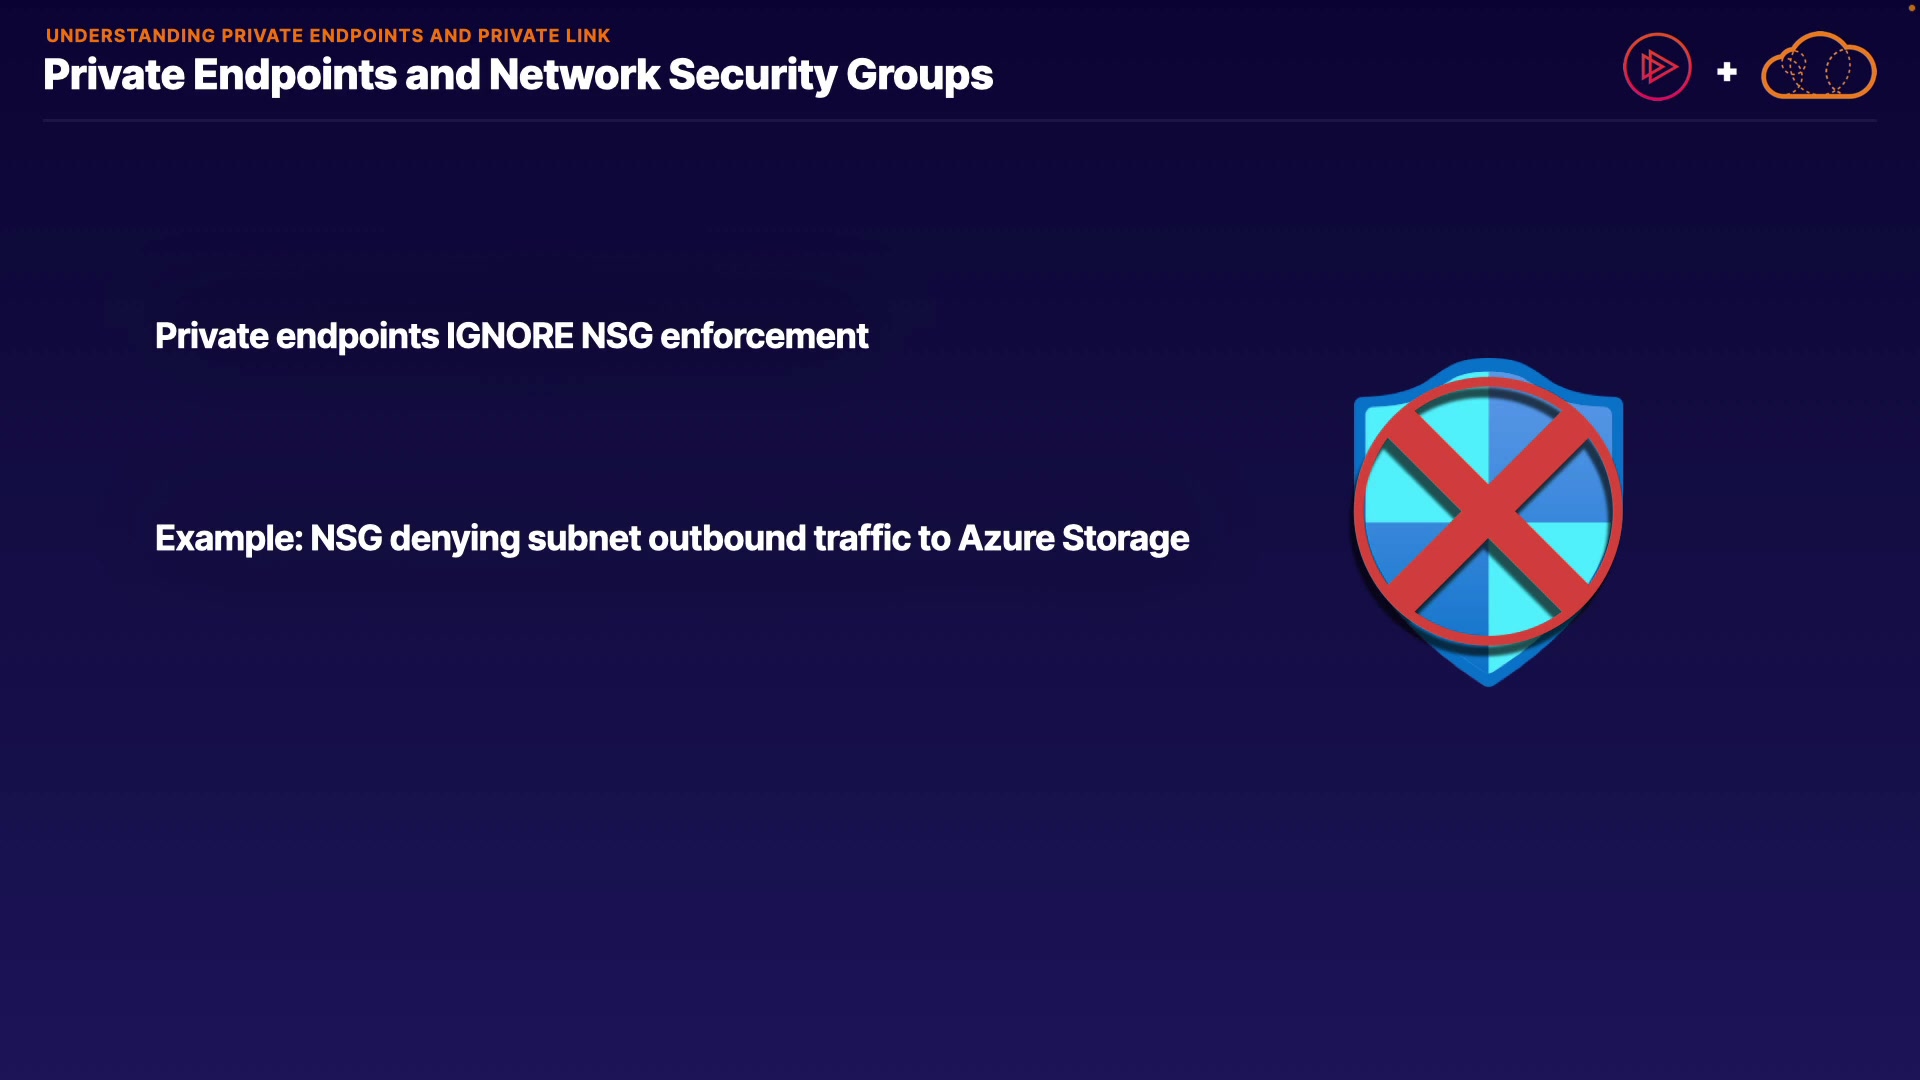 UNDERSTANDING PRIVATE ENDPOINTS AND PRIVATE LINK
Private Endpoints and Network Security Groups
+
Private endpoints IGNORE NSG enforcement
Example: NSG denying subnet outbound traffic to Azure Storage